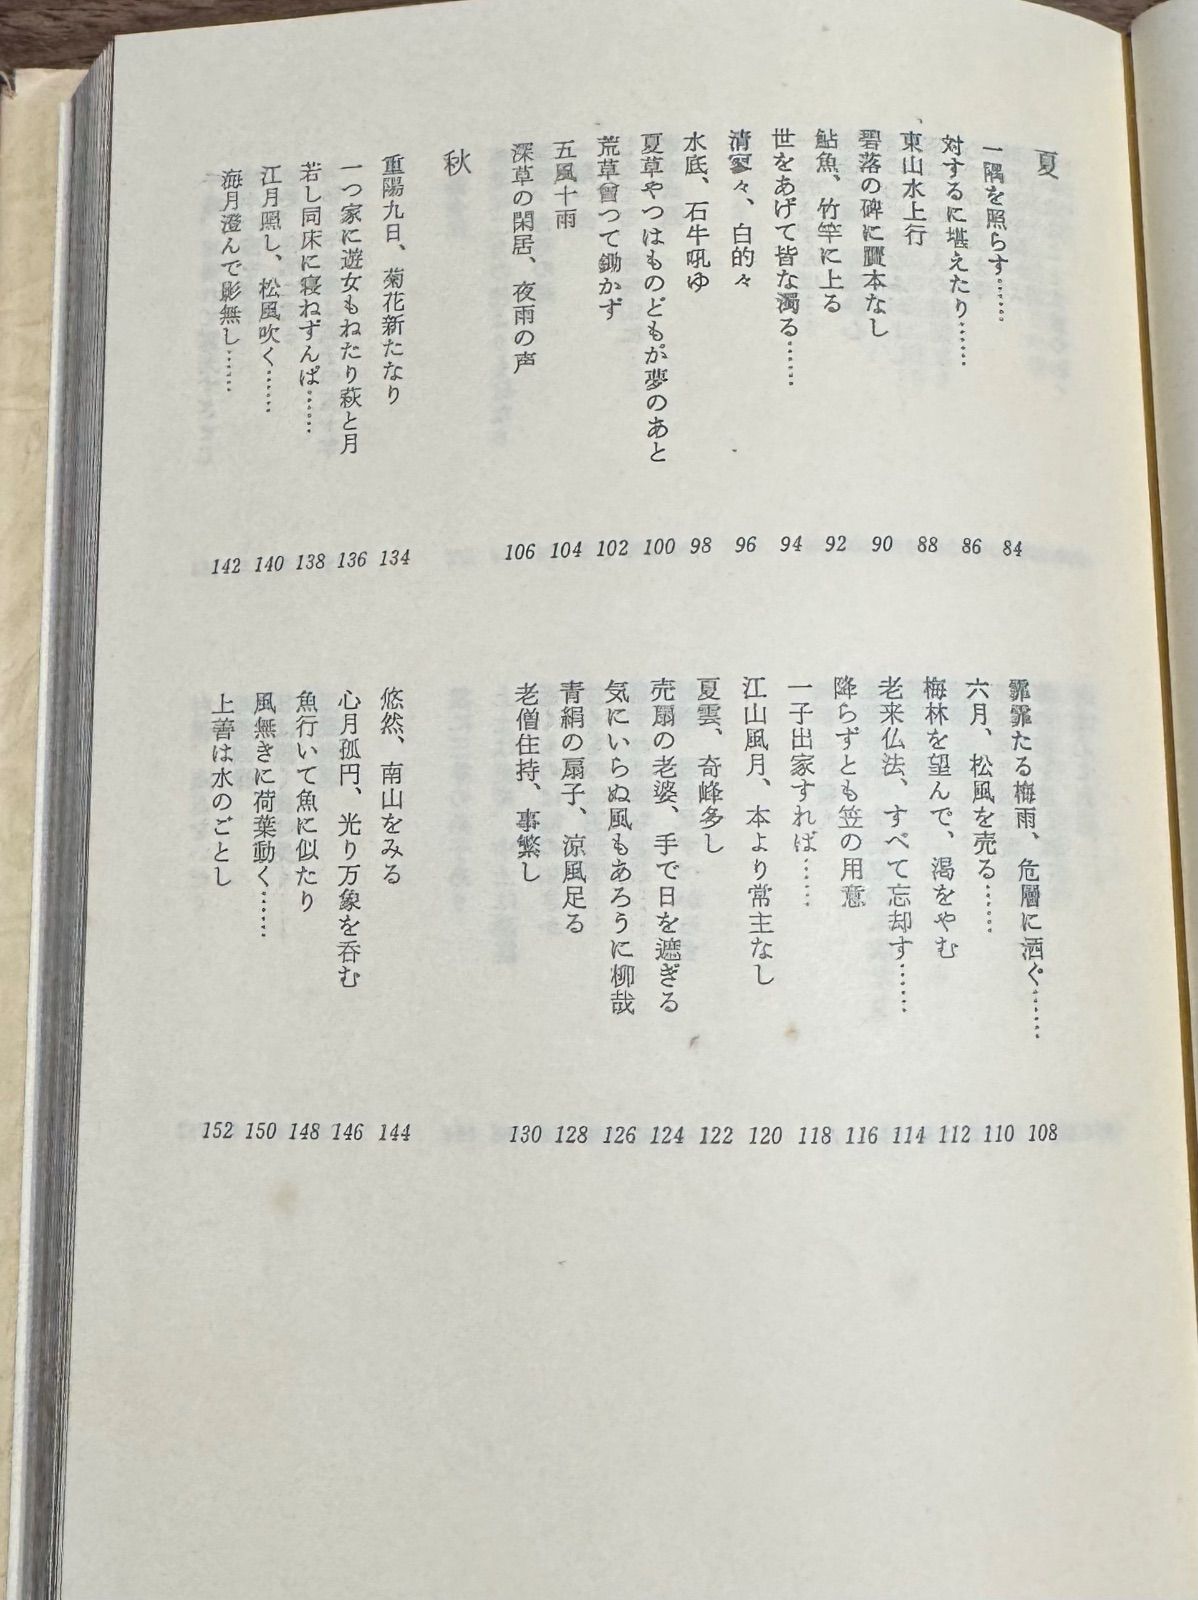 夏
一隅を照らす…… 84
対するに堪えたり…… 86
東山水上行 88
碧落の碑に贋本なし 90
鮎魚、竹竿に上る 92
世をあげて皆な濁る…… 94
清寥々、白的々 96
水底、石牛吼ゆ 98
夏草やつはものどもが夢のあと 100
荒草曾つて鋤かず 102
五風十雨 104
深草の閑居、夜雨の声 106
霏霏たる梅雨、危層に洒ぐ…… 108
六月、松風を売る…… 110
梅林を望んで、渇をやむ 112
老来仏法、すべて忘却す…… 114
降らずとも笠の用意 116
一子出家すれば…… 118
江山風月、本より常主なし 120
夏雲、奇峰多し 122
売扇の老婆、手で日を遮ぎる 124
気にいらぬ風もあろうに柳哉 126
青絹の扇子、涼風足る 128
老僧住持、事繁し 130
秋
重陽九日、菊花新たなり 134
一つ家に遊女もねたり萩と月 136
若し同床に寝ねずんば…… 138
江月照し、松風吹く…… 140
海月澄んで影無し…… 142
悠然、南山をみる 144
心月孤円、光り万象を呑む 146
魚行いて魚に似たり 148
風無きに荷葉動く…… 150
上善は水のごとし 152